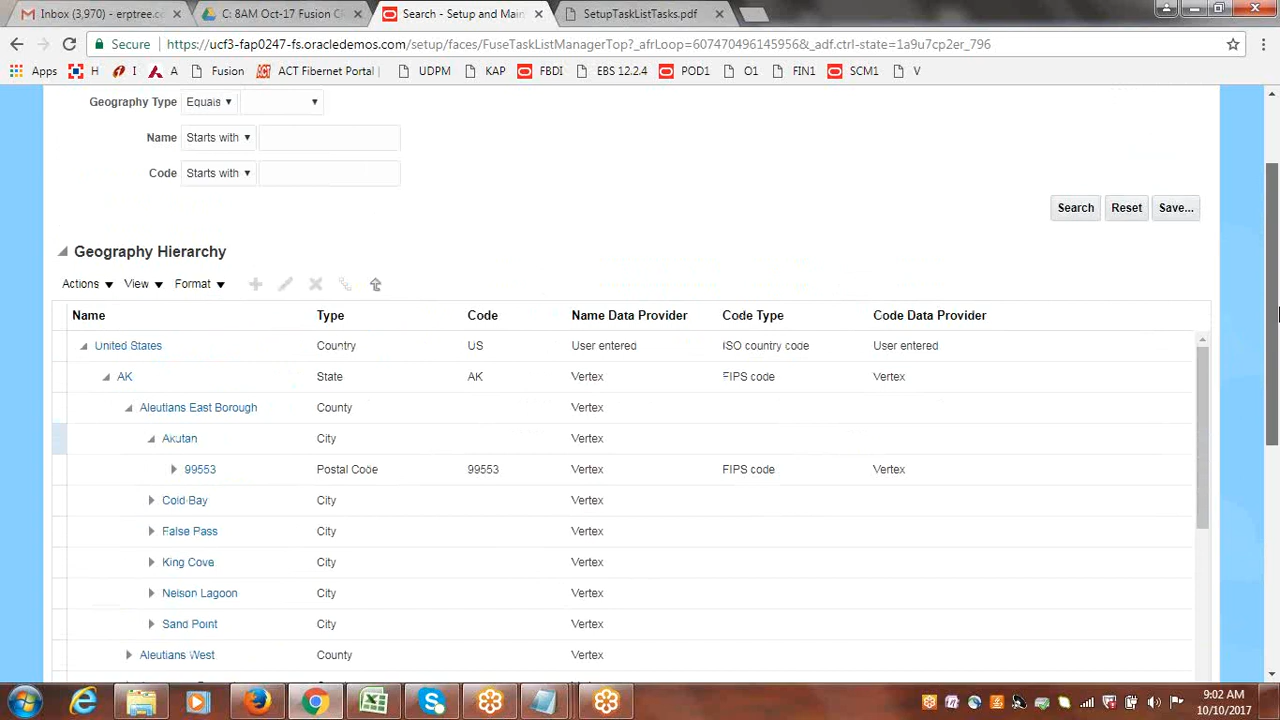 Inbox (3,970) - erptree.co
C: 8AM Oct-17 Fusion C
Search - Setup and Main
SetupTaskListTasks.pdf
Secure
https://ucf3-fap0247-fs.oracledemos.com/setup/faces/FuseTaskListManagerTop?_afrLoop=607470496145956&_adf.ctrl-state=1a9u7cp2er_796
Apps H I A Fusion ACT Fibernet Portal | UDPM KAP FBDI EBS 12.2.4 POD1 O1 FIN1 SCM1 V
Geography Type Equals
Name Starts with
Code Starts with
Search Reset Save...
Geography Hierarchy
Actions View Format
Name Type Code Name Data Provider Code Type Code Data Provider
United States Country US User entered ISO country code User entered
AK State AK Vertex FIPS code Vertex
Aleutians East Borough County Vertex
Akutan City Vertex
99553 Postal Code 99553 Vertex FIPS code Vertex
Cold Bay City Vertex
False Pass City Vertex
King Cove City Vertex
Nelson Lagoon City Vertex
Sand Point City Vertex
Aleutians West County Vertex
9:02 AM
10/10/2017